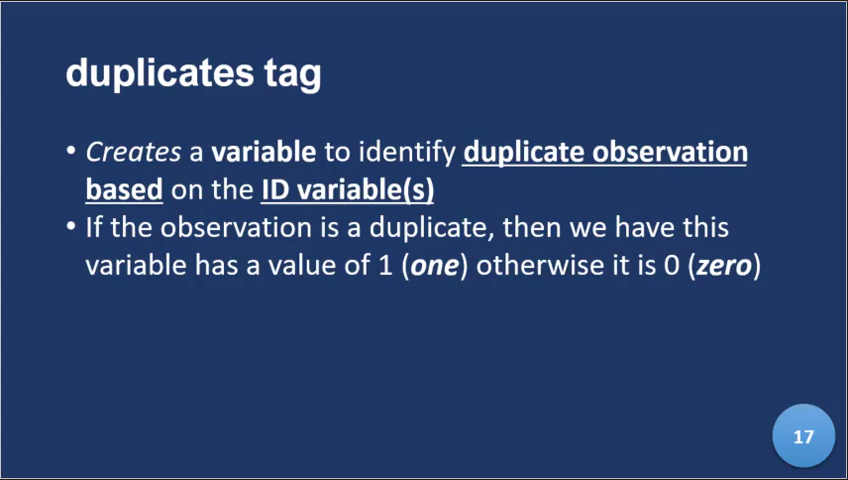 duplicates tag
• Creates a variable to identify duplicate observation
based on the ID variable(s)
• If the observation is a duplicate, then we have this
variable has a value of 1 (one) otherwise it is 0 (zero)
17